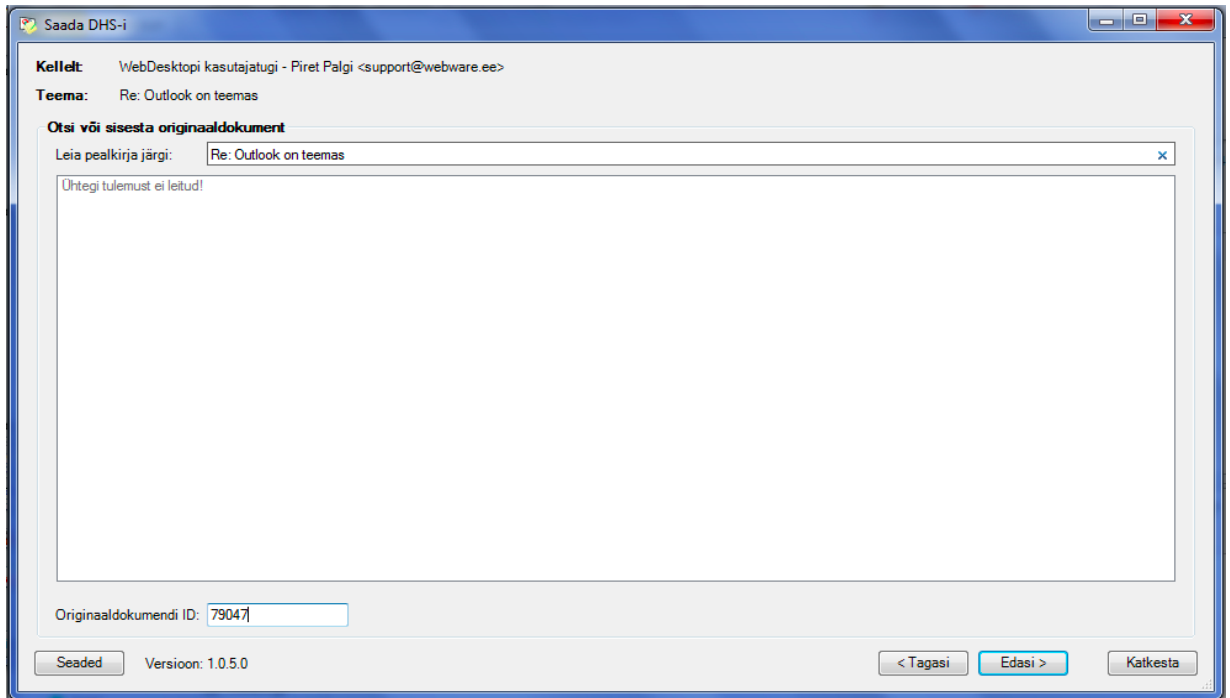 Saada DHS-i
Kellelt: WebDesktopi kasutajatugi - Piret Palgi <support@webware.ee>
Teema: Re: Outlook on teemas
Otsi või sisesta originaaldokument
Leia pealkirja järgi: Re: Outlook on teemas
Ühtegi tulemust ei leitud!
Originaaldokumendi ID: 79047
Seaded Versioon: 1.0.5.0 < Tagasi Edasi > Katkesta